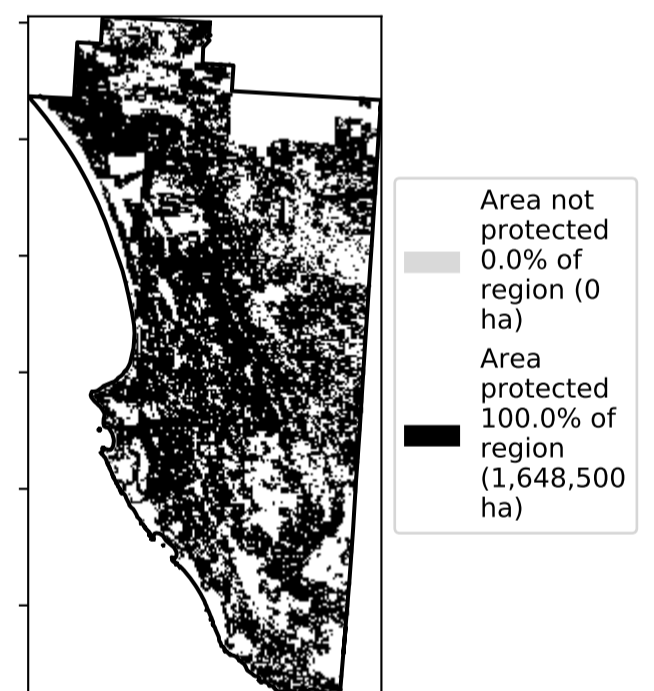 Area not
protected
0.0% of
region (0
ha)
Area
protected
100.0% of
region
(1,648,500
ha)